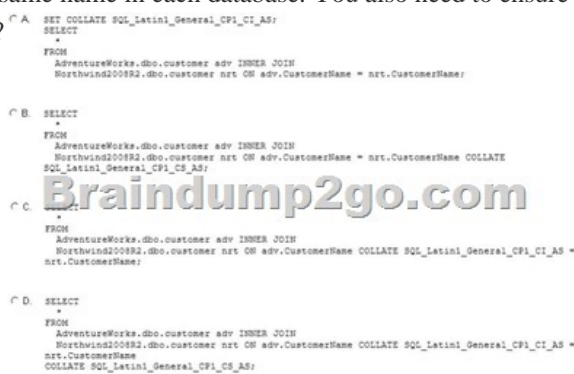 same name in each database. You also need to ensure
?
A. SET COLLATE SQL_Latin1_General_CP1_CI_AS;
SELECT
*
FROM
AdventureWorks.dbo.customer adv INNER JOIN
Northwind2008R2.dbo.customer nrt ON adv.CustomerName = nrt.CustomerName;
B. SELECT
*
FROM
AdventureWorks.dbo.customer adv INNER JOIN
Northwind2008R2.dbo.customer nrt ON adv.CustomerName = nrt.CustomerName COLLATE
SQL_Latin1_General_CP1_CS_AS;
Braindump2go.com
C. SELECT
*
FROM
AdventureWorks.dbo.customer adv INNER JOIN
Northwind2008R2.dbo.customer nrt ON adv.CustomerName COLLATE SQL_Latin1_General_CP1_CI_AS =
nrt.CustomerName;
D. SELECT
*
FROM
AdventureWorks.dbo.customer adv INNER JOIN
Northwind2008R2.dbo.customer nrt ON adv.CustomerName COLLATE SQL_Latin1_General_CP1_CI_AS =
nrt.CustomerName
COLLATE SQL_Latin1_General_CP1_CS_AS;